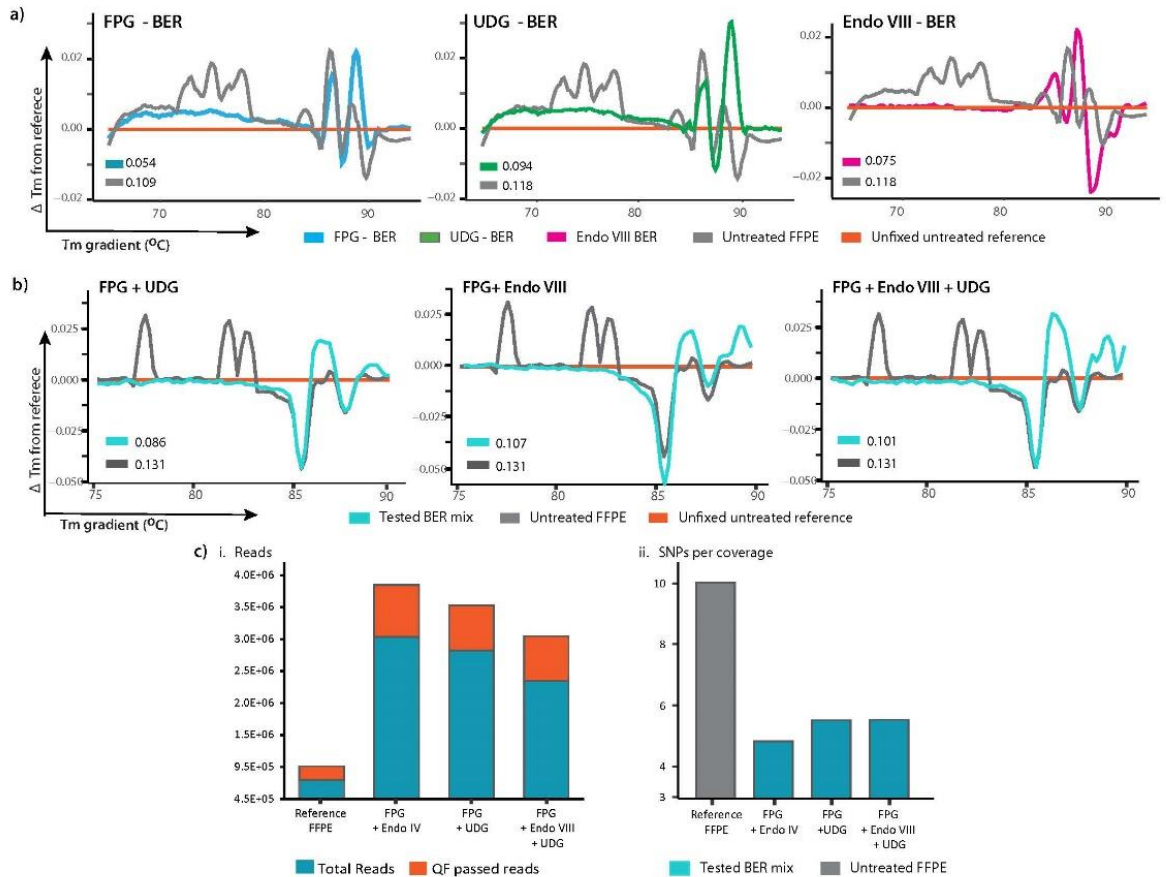 a)
FPG - BER
UDG - BER
Endo VIII - BER
Δ Tm from referece
0.02
0.00
-0.02
0.054
0.109
70
80
90
0.02
0.00
-0.02
0.094
0.118
70
80
90
0.02
0.00
-0.02
0.075
0.118
70
80
90
Tm gradient (OC)
FPG - BER
UDG - BER
Endo VIII BER
Untreated FFPE
Unfixed untreated reference
b)
FPG + UDG
FPG+ Endo VIII
FPG + Endo VIII + UDG
Δ Tm from referece
0.025
0.000
-0.025
-0.050
0.086
0.131
75
80
85
90
0.025
0.000
-0.025
-0.050
0.107
0.131
75
80
85
90
0.025
0.000
-0.025
-0.050
0.101
0.131
75
80
85
90
Tm gradient (OC)
Tested BER mix
Untreated FFPE
Unfixed untreated reference
c) i. Reads
4.0E+06
3.5E+06
3.0E+06
2.5E+06
2.0E+06
1.5E+06
9.5E+05
4.5E+05
Reference
FFPE
FPG
+ Endo IV
FPG
+ UDG
FPG
+ Endo VIII
+ UDG
Total Reads
QF passed reads
ii. SNPs per coverage
10
8
6
4
3
Reference
FFPE
FPG
+ Endo IV
FPG
+UDG
FPG
+ Endo VIII
+ UDG
Tested BER mix
Untreated FFPE